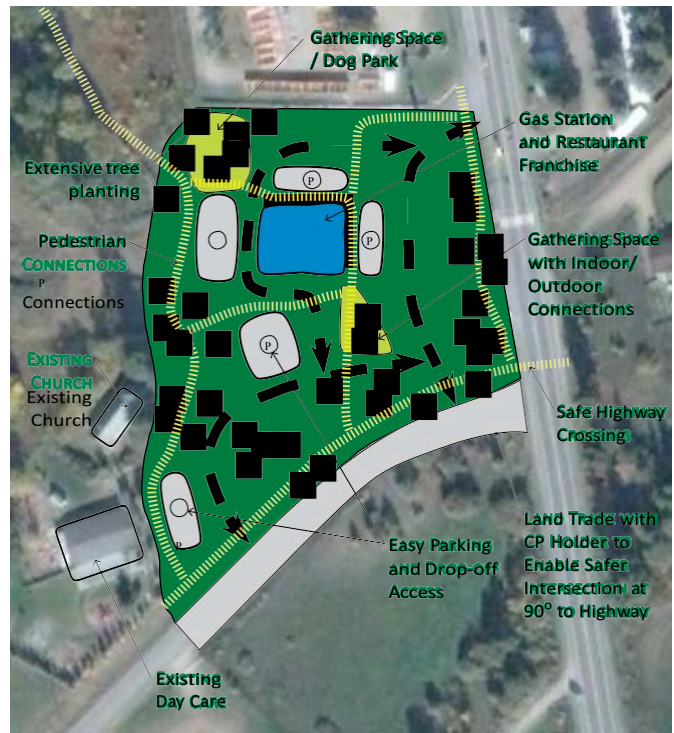 Gathering Space
/ Dog Park
Gas Station
and Restaurant
Franchise
Extensive tree
planting
P
P
Pedestrian
CONNECTIONS
P
Connections
Gathering Space
with Indoor/
Outdoor
Connections
P
EXISTING
CHURCH
Existing
Church
Safe Highway
Crossing
P
Easy Parking
and Drop-off
Access
Land Trade with
CP Holder to
Enable Safer
Intersection at
90° to Highway
Existing
Day Care